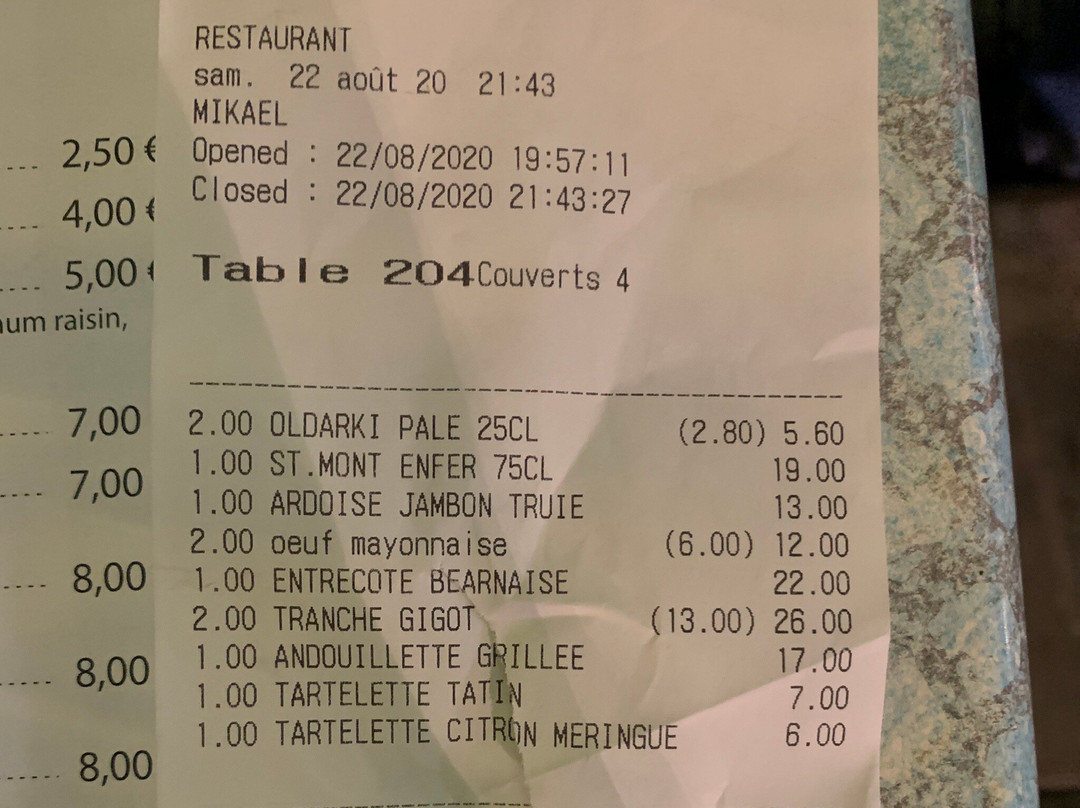 RESTAURANT
sam. 22 août 20 21:43
MIKAEL
Opened : 22/08/2020 19:57:11
Closed : 22/08/2020 21:43:27
Table 204Couverts 4
2.00 OLDARKI PALE 25CL (2.80) 5.60
1.00 ST.MONT ENFER 75CL 19.00
1.00 ARDOISE JAMBON TRUIE 13.00
2.00 oeuf mayonnaise (6.00) 12.00
1.00 ENTRECOTE BEARNAISE 22.00
2.00 TRANCHE GIGOT (13.00) 26.00
1.00 ANDOUILLETTE GRILLEE 17.00
1.00 TARTELETTE TATIN 7.00
1.00 TARTELETTE CITRON MERINGUE 6.00
.... 2,50 €
.... 4,00 €
.... 5,00 €
raisin,
..... 7,00
.... 7,00
.... 8,00
..... 8,00
..... 8,00